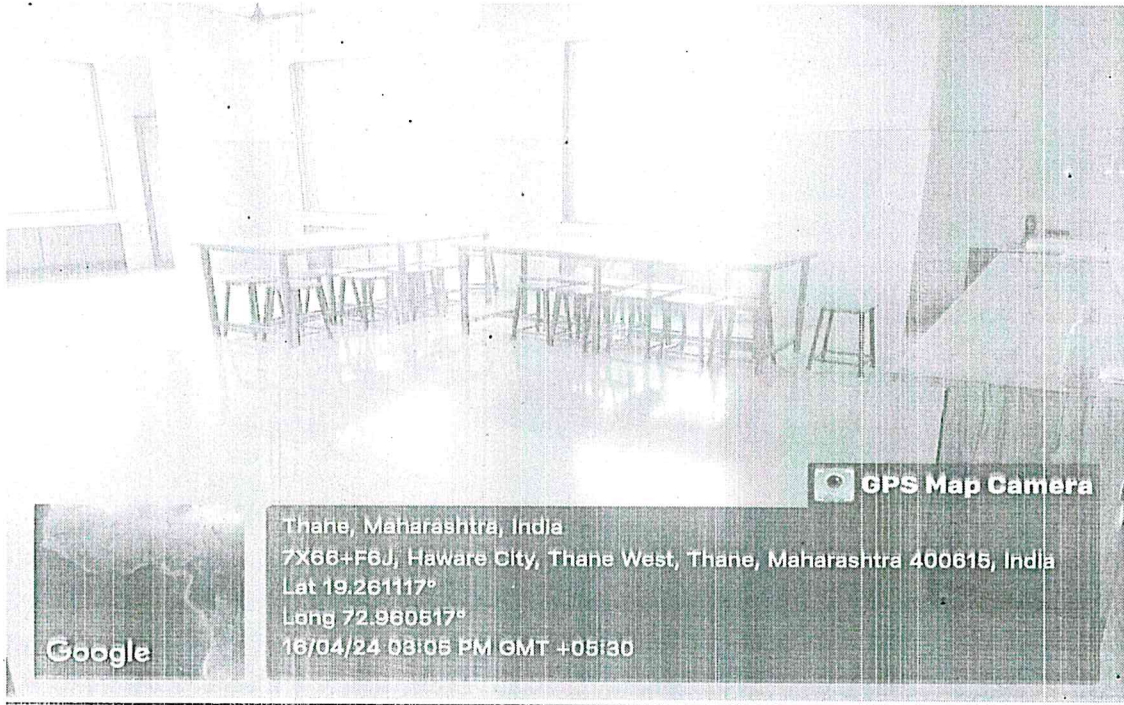 GPS Map Camera
Thane, Maharashtra, India
7X66+F6J, Haware City, Thane West, Thane, Maharashtra 400615, India
Lat 19.261117°
Long 72.960517°
16/04/24 03:05 PM GMT +05:30
Google